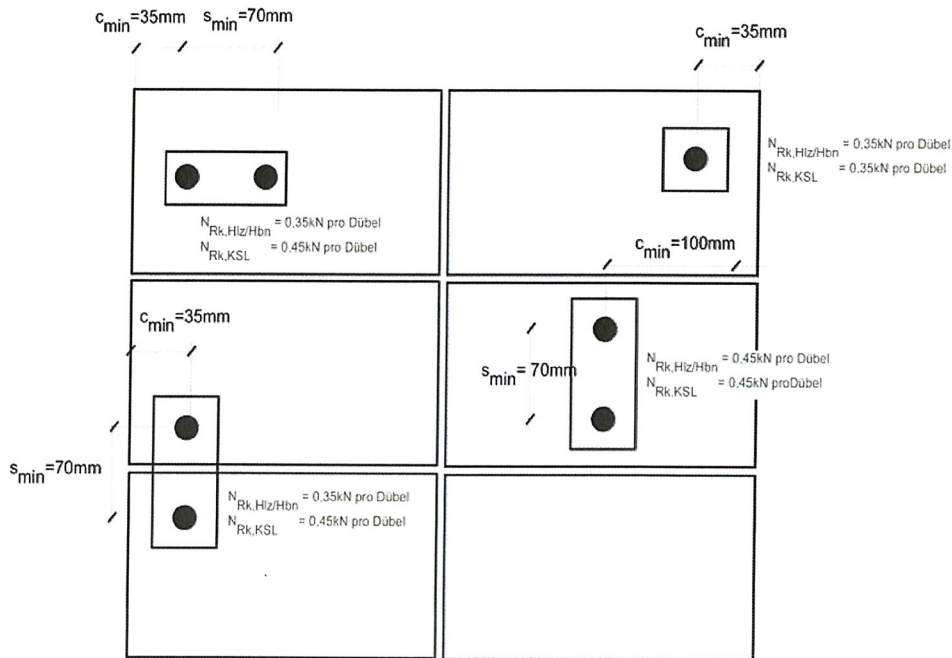 c_min=35mm s_min=70mm
c_min=35mm
N_Rk,Hlz/Hbn = 0,35kN pro Dübel
N_Rk,KSL = 0,35kN pro Dübel
N_Rk,Hlz/Hbn = 0,35kN pro Dübel
N_Rk,KSL = 0,45kN pro Dübel
c_min=100mm
c_min=35mm
s_min=70mm
N_Rk,Hlz/Hbn = 0,45kN pro Dübel
N_Rk,KSL = 0,45kN proDübel
s_min=70mm
N_Rk,Hlz/Hbn = 0,35kN pro Dübel
N_Rk,KSL = 0,45kN pro Dübel